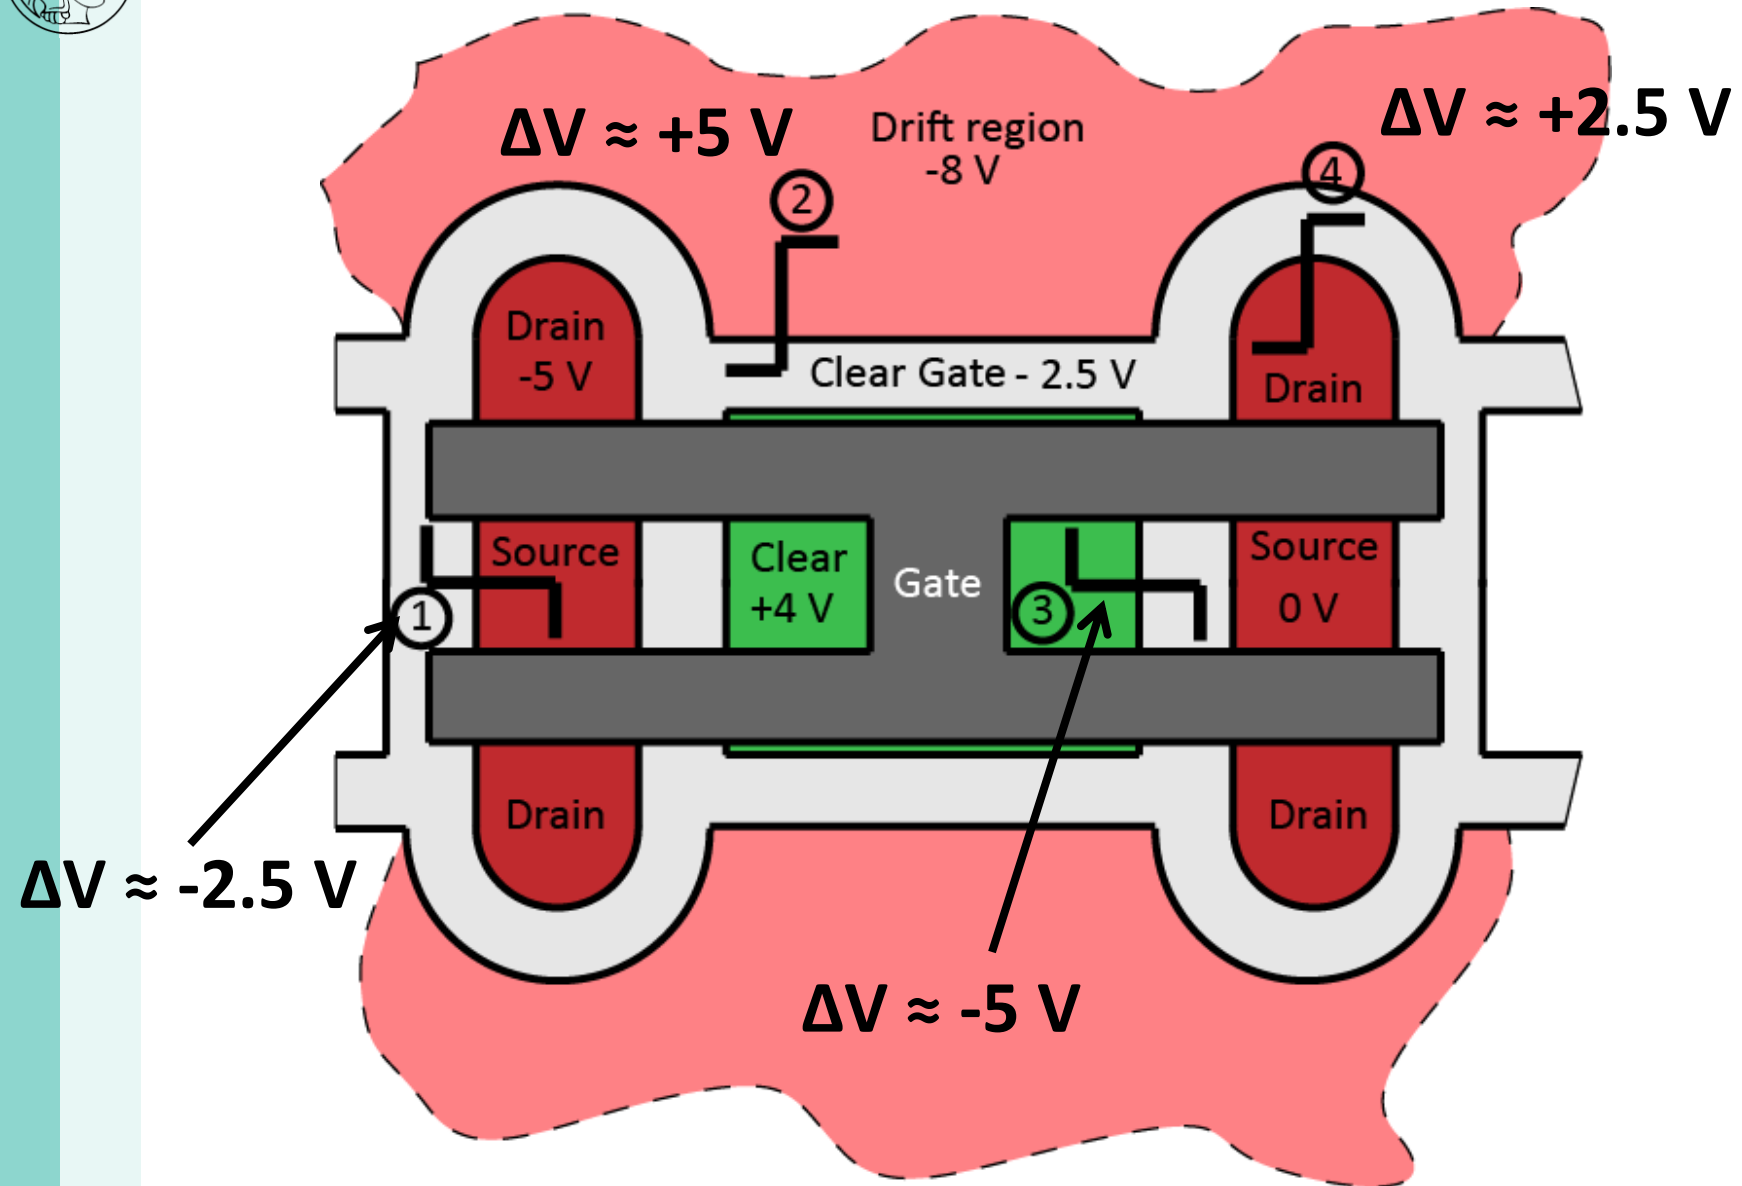 ΔV ≈ +5 V
Drift region
-8 V
ΔV ≈ +2.5 V
2
4
Drain
-5 V
Clear Gate - 2.5 V
Drain
Source
Clear
+4 V
Gate
3
Source
0 V
1
Drain
Drain
ΔV ≈ -2.5 V
ΔV ≈ -5 V